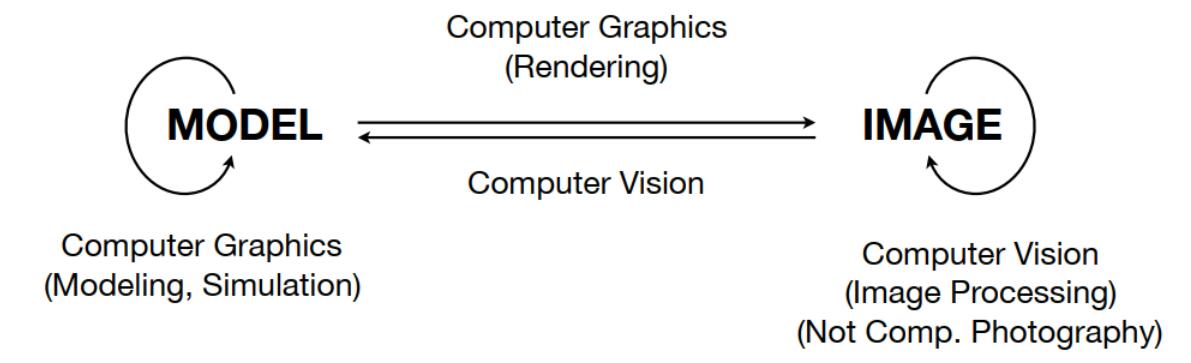 Computer Graphics
(Rendering)
MODEL
IMAGE
Computer Vision
Computer Graphics
(Modeling, Simulation)
Computer Vision
(Image Processing)
(Not Comp. Photography)